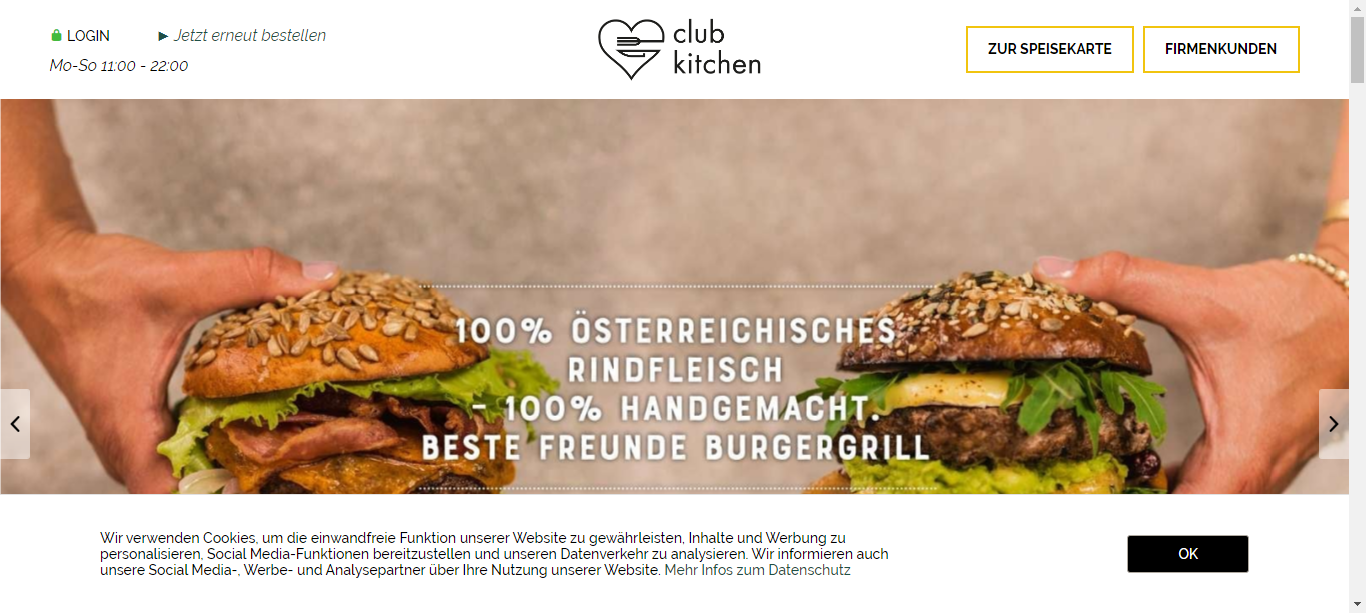 LOGIN
► Jetzt erneut bestellen
Mo-So 11:00 - 22:00
club
kitchen
ZUR SPEISEKARTE
FIRMENKUNDEN
100% ÖSTERREICHISCHES
RINDFLEISCH
– 100% HANDGEMACHT.
BESTE FREUNDE BURGERGRILL
Wir verwenden Cookies, um die einwandfreie Funktion unserer Website zu gewährleisten, Inhalte und Werbung zu
personalisieren, Social Media-Funktionen bereitzustellen und unseren Datenverkehr zu analysieren. Wir informieren auch
unsere Social Media-, Werbe- und Analysepartner über Ihre Nutzung unserer Website. Mehr Infos zum Datenschutz
OK